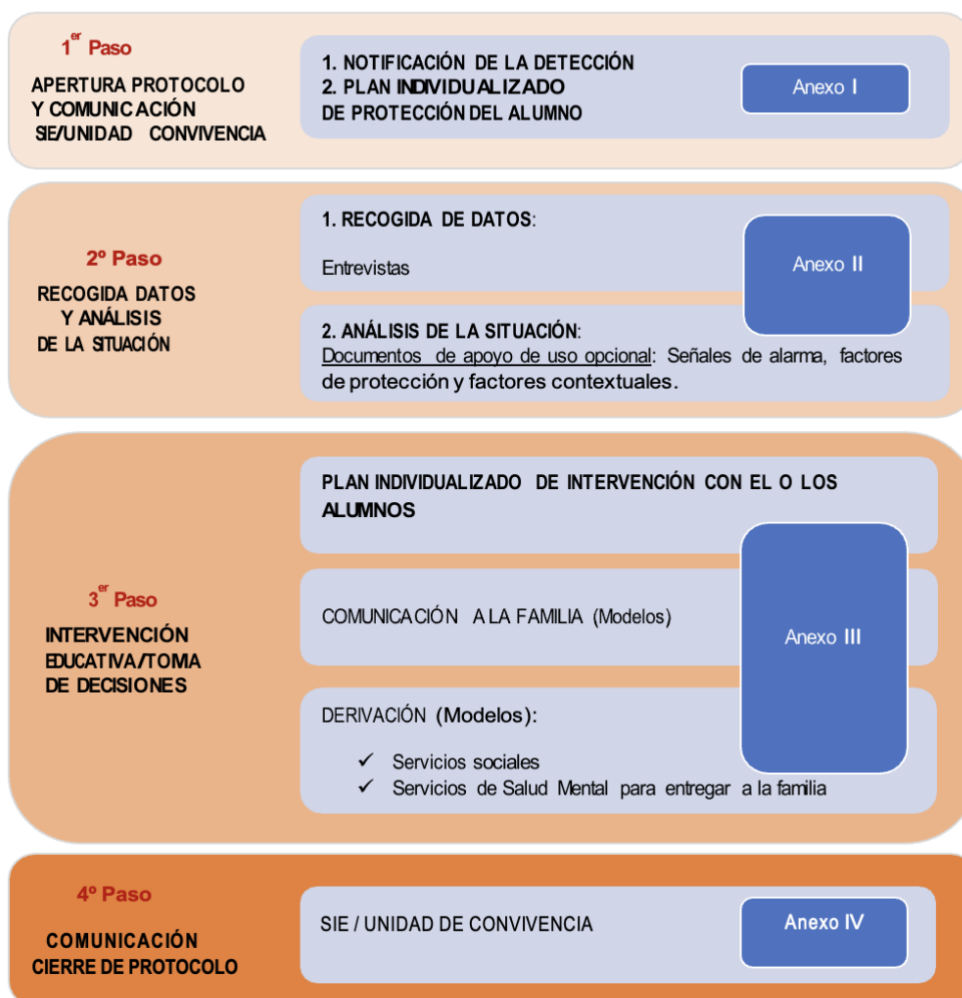 1er Paso
APERTURA PROTOCOLO
Y COMUNICACIÓN
SIE/UNIDAD CONVIVENCIA
1. NOTIFICACIÓN DE LA DETECCIÓN
2. PLAN INDIVIDUALIZADO
DE PROTECCIÓN DEL ALUMNO
Anexo I
2º Paso
RECOGIDA DATOS
Y ANÁLISIS
DE LA SITUACIÓN
1. RECOGIDA DE DATOS:
Entrevistas
Anexo II
2. ANÁLISIS DE LA SITUACIÓN:
Documentos de apoyo de uso opcional: Señales de alarma, factores
de protección y factores contextuales.
3er Paso
INTERVENCIÓN
EDUCATIVA/TOMA
DE DECISIONES
PLAN INDIVIDUALIZADO DE INTERVENCIÓN CON EL O LOS
ALUMNOS
COMUNICACIÓN A LA FAMILIA (Modelos)
Anexo III
DERIVACIÓN (Modelos):
✓ Servicios sociales
✓ Servicios de Salud Mental para entregar a la familia
4º Paso
COMUNICACIÓN
CIERRE DE PROTOCOLO
SIE / UNIDAD DE CONVIVENCIA
Anexo IV